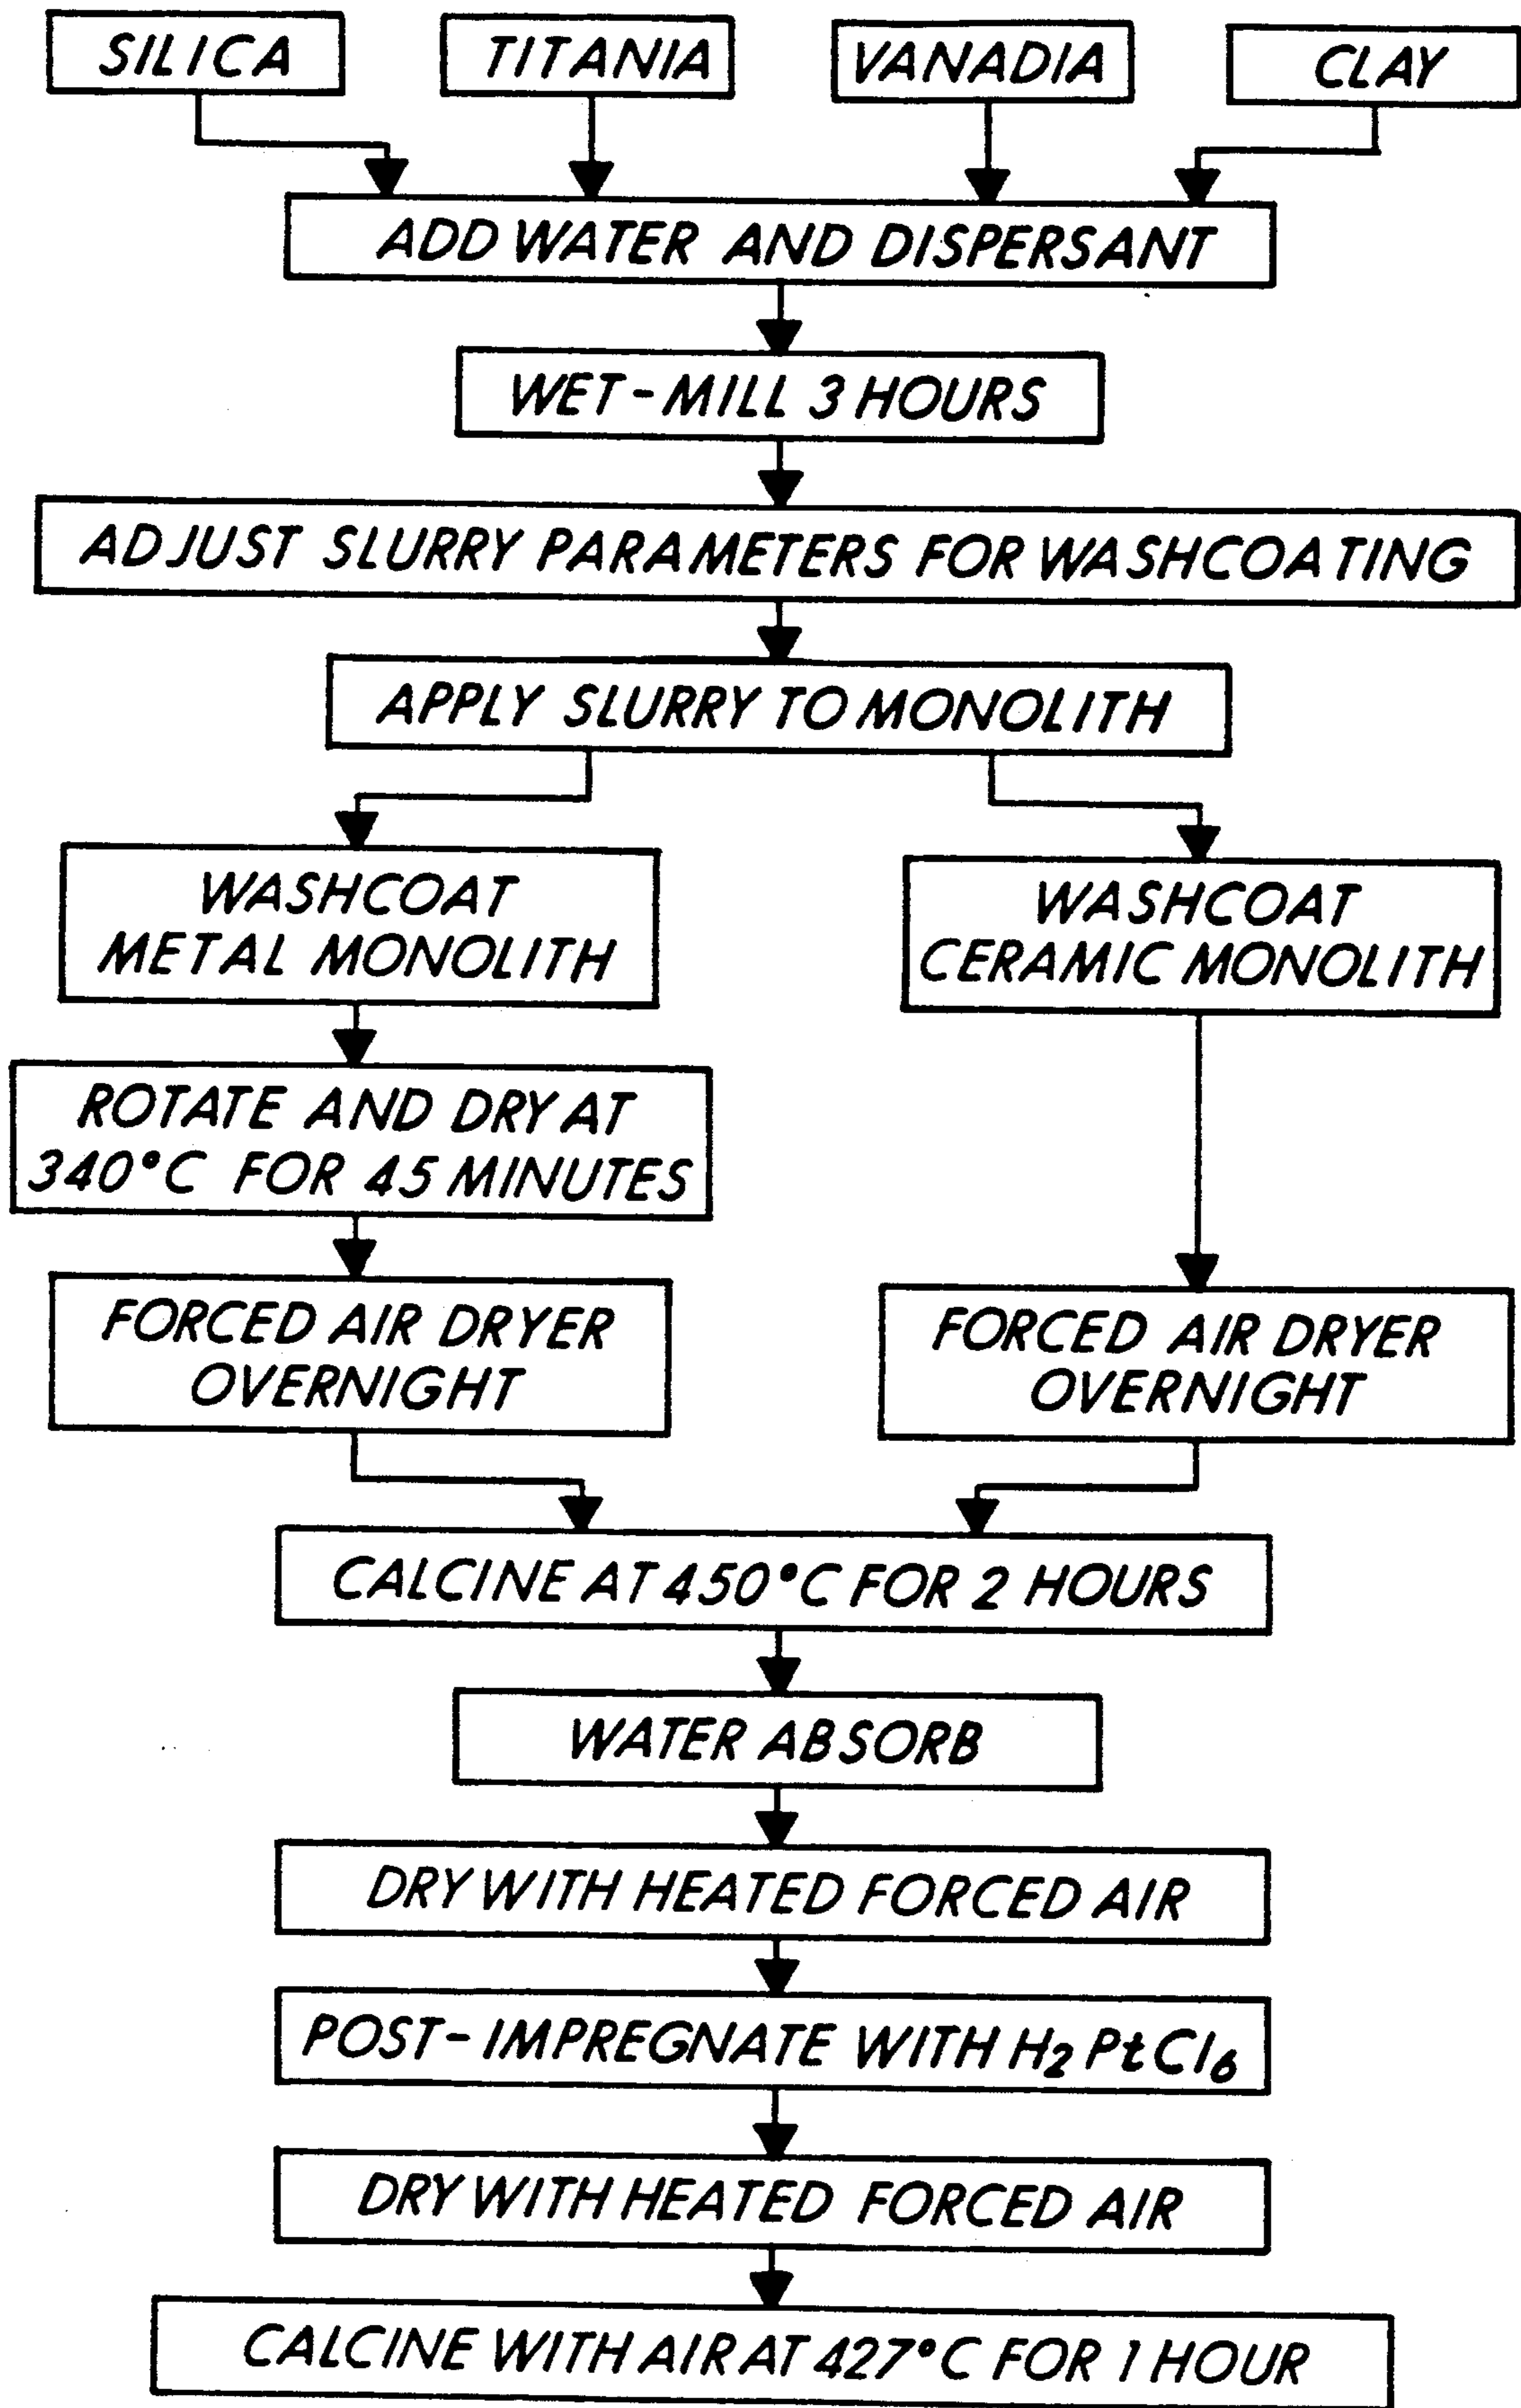 SILICA
TITANIA
VANADIA
CLAY
ADD WATER AND DISPERSANT
WET-MILL 3 HOURS
ADJUST SLURRY PARAMETERS FOR WASHCOATING
APPLY SLURRY TO MONOLITH
WASHCOAT
METAL MONOLITH
WASHCOAT
CERAMIC MONOLITH
ROTATE AND DRY AT
340°C FOR 45 MINUTES
FORCED AIR DRYER
OVERNIGHT
FORCED AIR DRYER
OVERNIGHT
CALCINE AT 450°C FOR 2 HOURS
WATER ABSORB
DRY WITH HEATED FORCED AIR
POST-IMPREGNATE WITH H₂PtCl₆
DRY WITH HEATED FORCED AIR
CALCINE WITH AIR AT 427°C FOR 1 HOUR